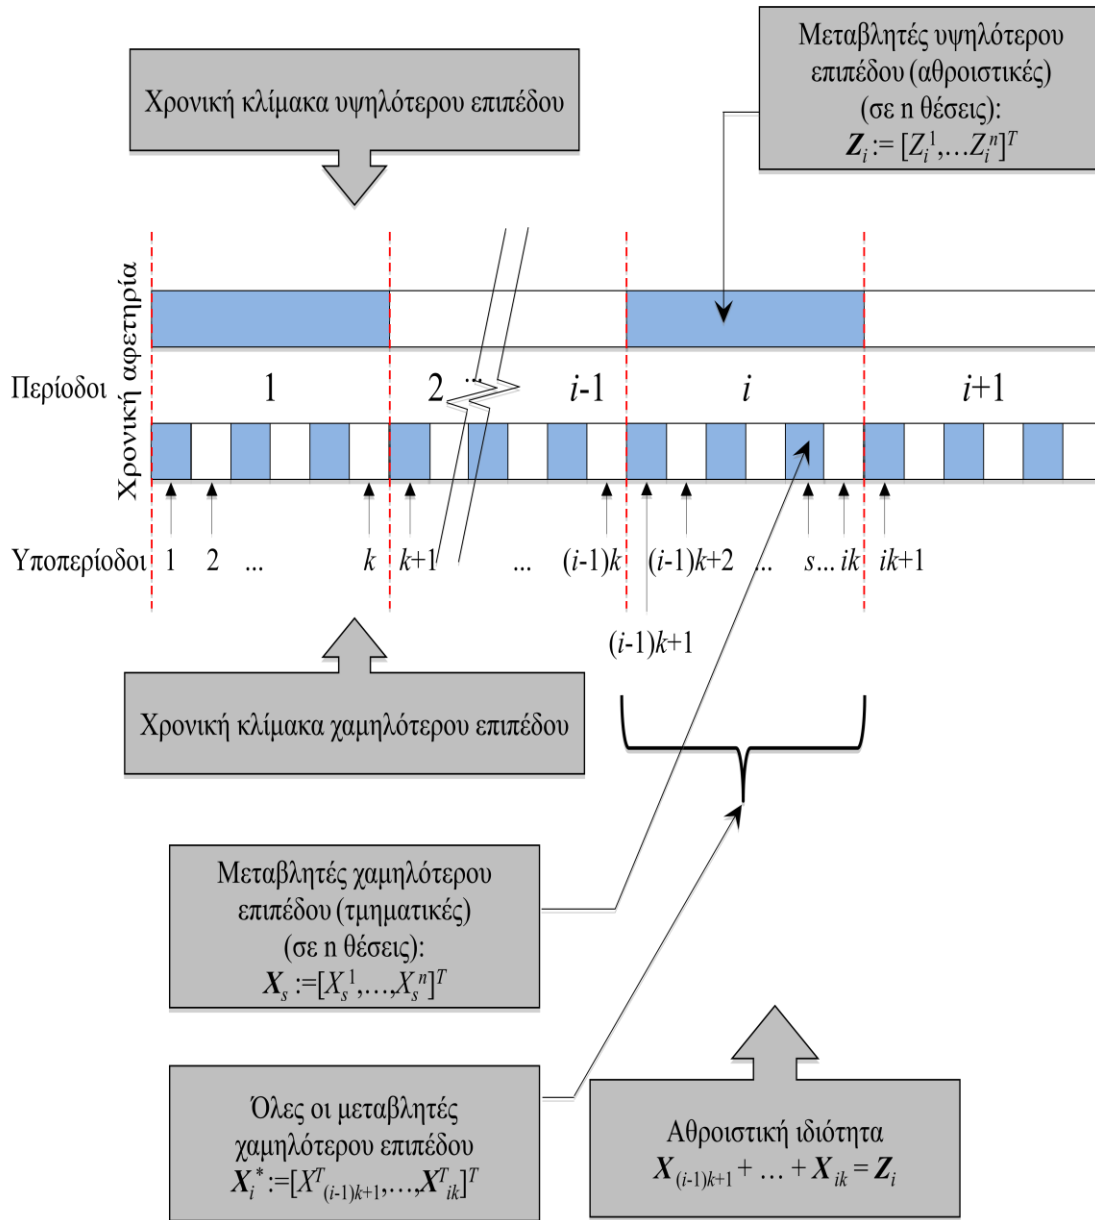 Χρονική κλίμακα υψηλότερου επιπέδου
Μεταβλητές υψηλότερου
επιπέδου (αθροιστικές)
(σε n θέσεις):
Z_i := [Z_i^1,…Z_i^n]^T
Χρονική αφετηρία
Περίοδοι
1
2
...
i-1
i
i+1
Υποπερίοδοι
1 2 ... k k+1 ... (i-1)k (i-1)k+2 ... s... ik ik+1
(i-1)k+1
Χρονική κλίμακα χαμηλότερου επιπέδου
Μεταβλητές χαμηλότερου
επιπέδου (τμηματικές)
(σε n θέσεις):
X_s :=[X_s^1,…,X_s^n]^T
Όλες οι μεταβλητές
χαμηλότερου επιπέδου
X_i^* :=[X^T_(i-1)k+1,…,X^T_ik]^T
Αθροιστική ιδιότητα
X_(i-1)k+1 + … + X_ik = Z_i